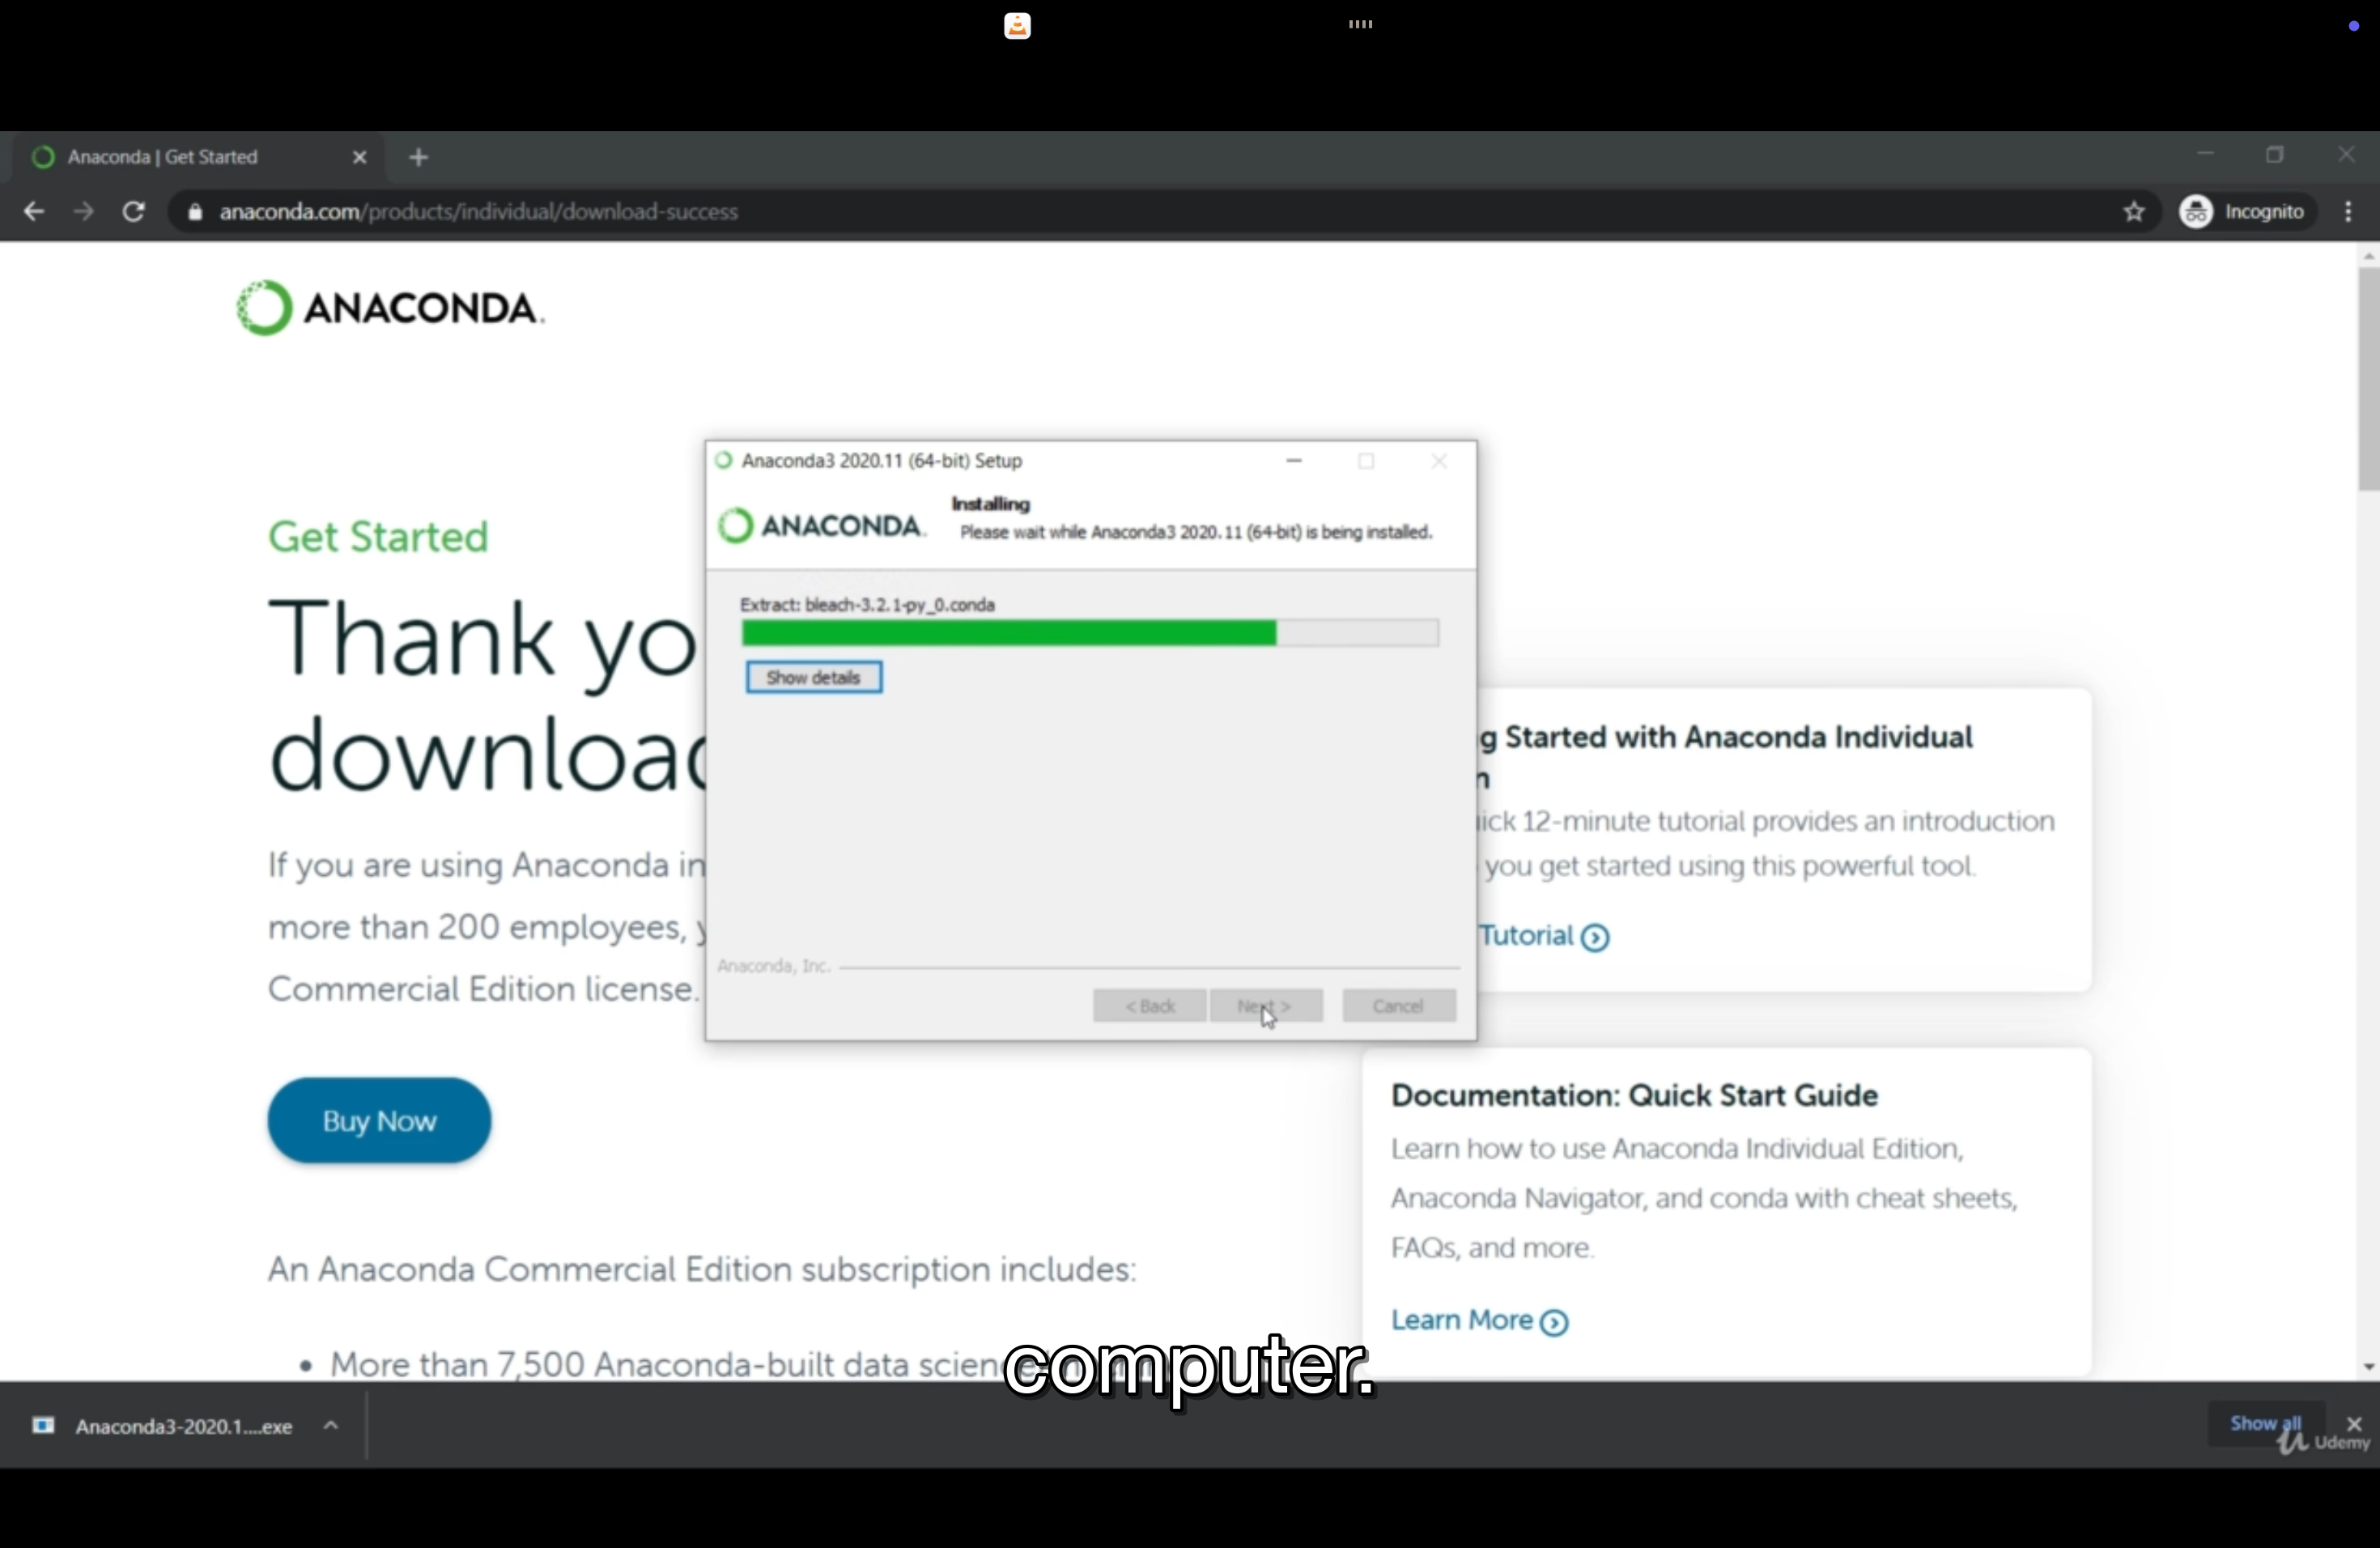 Anaconda | Get Started
anaconda.com/products/individual/download-success
Incognito
ANACONDA.
Anaconda3 2020.11 (64-bit) Setup
Installing
ANACONDA.
Please wait while Anaconda3 2020.11 (64-bit) is being installed.
Get Started
Extract: bleach-3.2.1-py_0.conda
Show details
Thank yo
downloa
g Started with Anaconda Individual
n
ick 12-minute tutorial provides an introduction
you get started using this powerful tool.
Tutorial
If you are using Anaconda in
more than 200 employees, y
Commercial Edition license.
Anaconda, Inc.
< Back
Next >
Cancel
Buy Now
Documentation: Quick Start Guide
Learn how to use Anaconda Individual Edition,
Anaconda Navigator, and conda with cheat sheets,
FAQs, and more.
Learn More
An Anaconda Commercial Edition subscription includes:
• More than 7,500 Anaconda-built data scienc
computer.
Anaconda3-2020.1....exe
Show all
Udemy